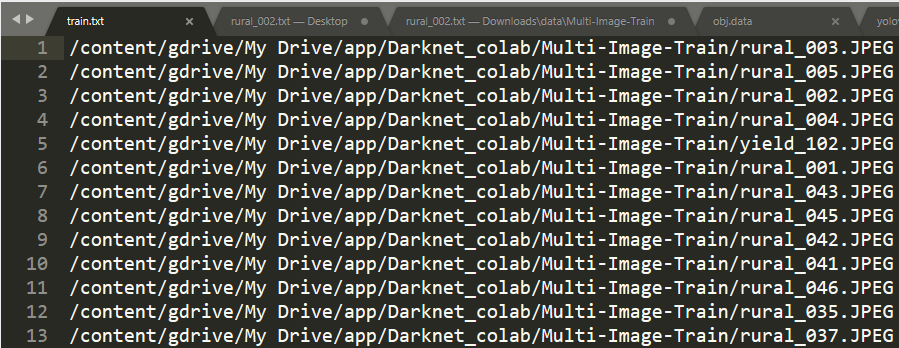 train.txt
rural_002.txt — Desktop
rural_002.txt — Downloads\data\Multi-Image-Train
obj.data
yolov
1 /content/gdrive/My Drive/app/Darknet_colab/Multi-Image-Train/rural_003.JPEG
2 /content/gdrive/My Drive/app/Darknet_colab/Multi-Image-Train/rural_005.JPEG
3 /content/gdrive/My Drive/app/Darknet_colab/Multi-Image-Train/rural_002.JPEG
4 /content/gdrive/My Drive/app/Darknet_colab/Multi-Image-Train/rural_004.JPEG
5 /content/gdrive/My Drive/app/Darknet_colab/Multi-Image-Train/yield_102.JPEG
6 /content/gdrive/My Drive/app/Darknet_colab/Multi-Image-Train/rural_001.JPEG
7 /content/gdrive/My Drive/app/Darknet_colab/Multi-Image-Train/rural_043.JPEG
8 /content/gdrive/My Drive/app/Darknet_colab/Multi-Image-Train/rural_045.JPEG
9 /content/gdrive/My Drive/app/Darknet_colab/Multi-Image-Train/rural_042.JPEG
10 /content/gdrive/My Drive/app/Darknet_colab/Multi-Image-Train/rural_041.JPEG
11 /content/gdrive/My Drive/app/Darknet_colab/Multi-Image-Train/rural_046.JPEG
12 /content/gdrive/My Drive/app/Darknet_colab/Multi-Image-Train/rural_035.JPEG
13 /content/gdrive/My Drive/app/Darknet_colab/Multi-Image-Train/rural_037.JPEG